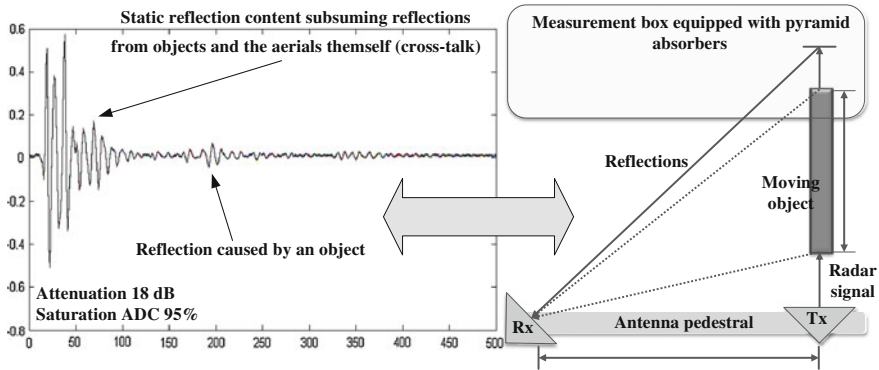 Static reflection content subsuming reflections
from objects and the aerials themself (cross-talk)
0.6
0.4
0.2
0
-0.2
-0.4
-0.6
-0.8
0
50
100
150
200
250
300
350
400
450
500
Reflection caused by an object
Attenuation 18 dB
Saturation ADC 95%
Measurement box equipped with pyramid
absorbers
Reflections
Moving
object
Radar
signal
Rx
Antenna pedestral
Tx